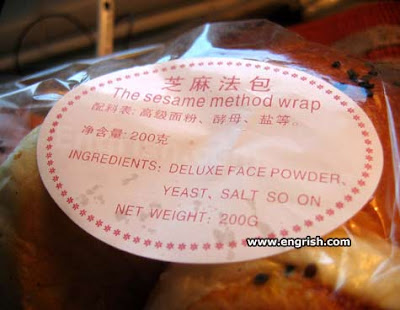 芝麻法包
The sesame method wrap
配料表: 高级面粉、酵母、盐等。
净含量: 200克
INGREDIENTS: DELUXE FACE POWDER、
YEAST、SALT SO ON
NET WEIGHT: 200G
www.engrish.com